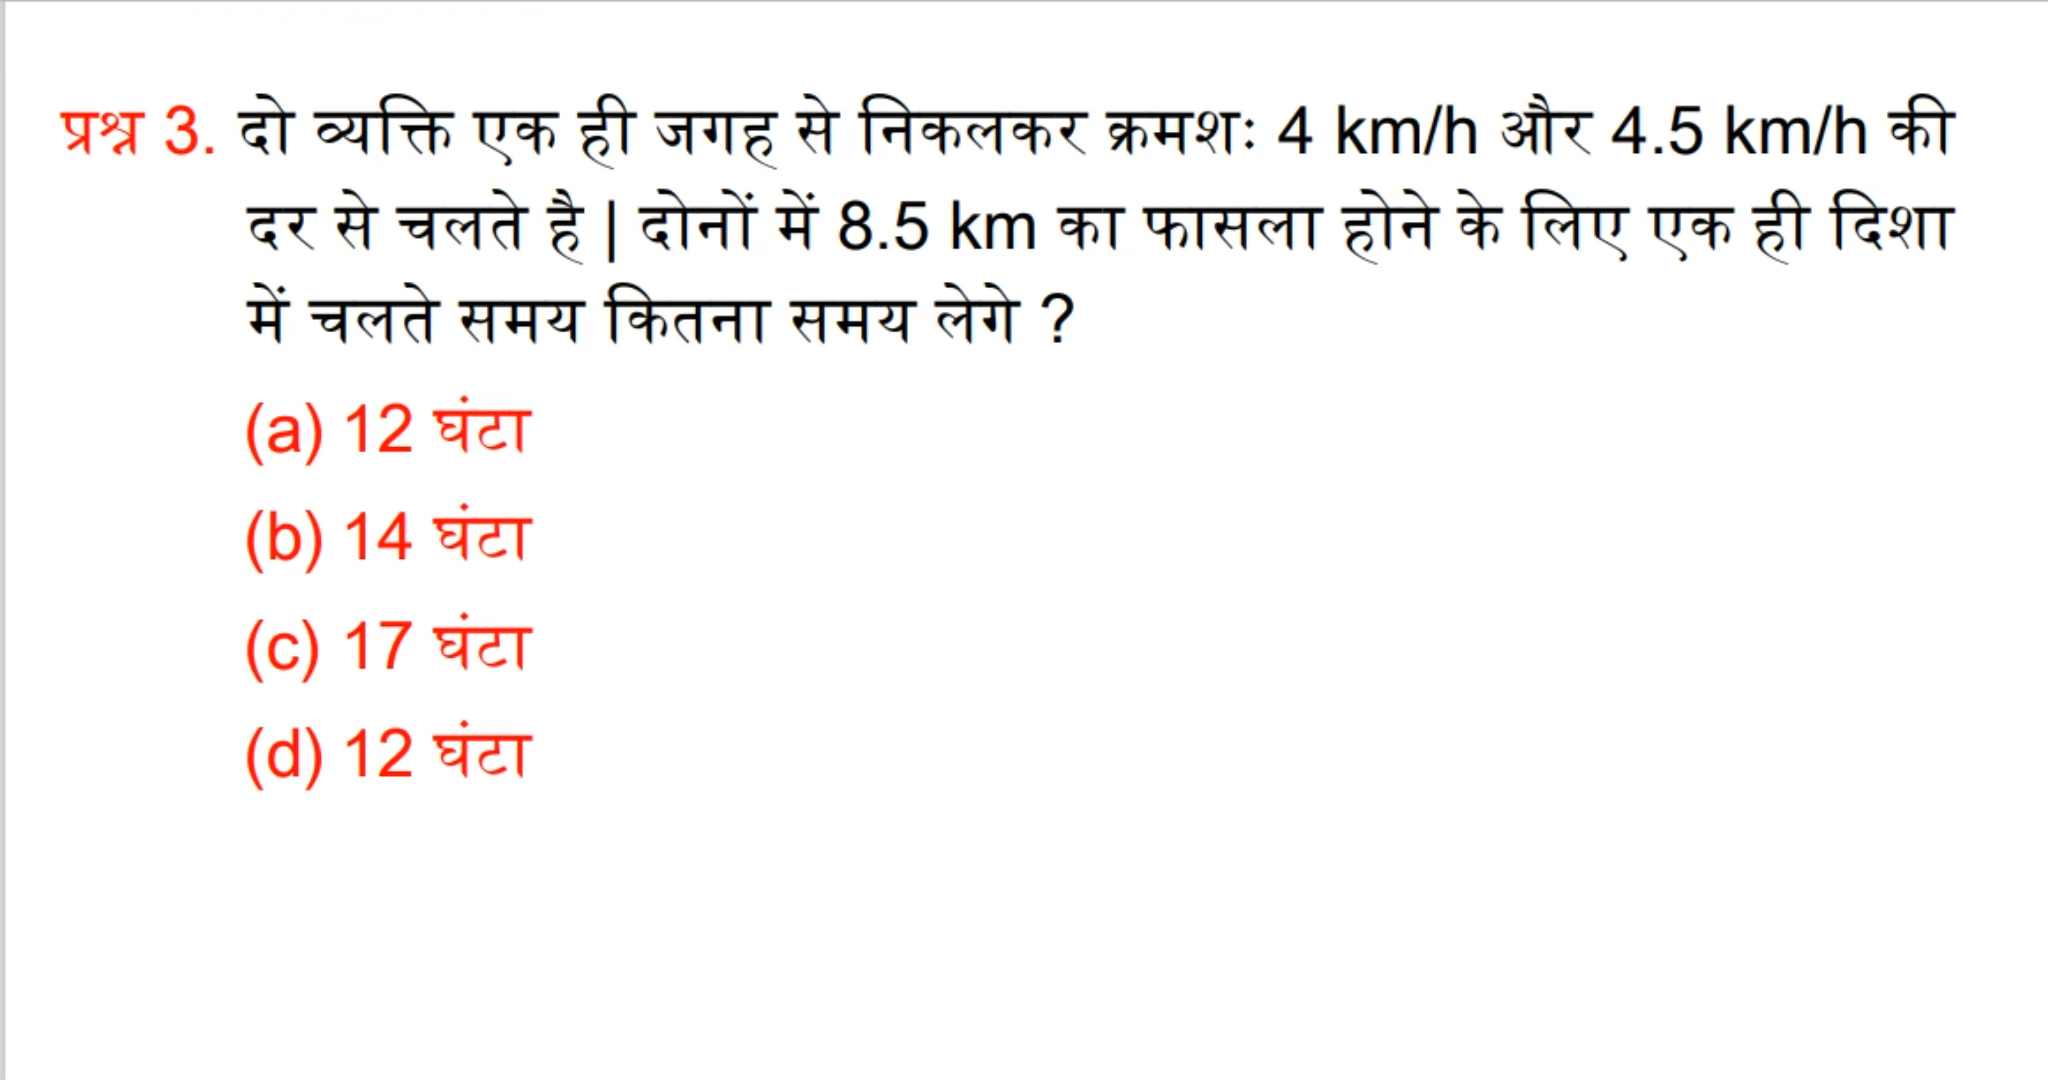 प्रश्न 3. दो व्यक्ति एक ही जगह से निकलकर क्रमशः 4 km/h और 4.5 km/h की
दर से चलते है | दोनों में 8.5 km का फासला होने के लिए एक ही दिशा
में चलते समय कितना समय लेगे ?
(a) 12 घंटा
(b) 14 घंटा
(c) 17 घंटा
(d) 12 घंटा